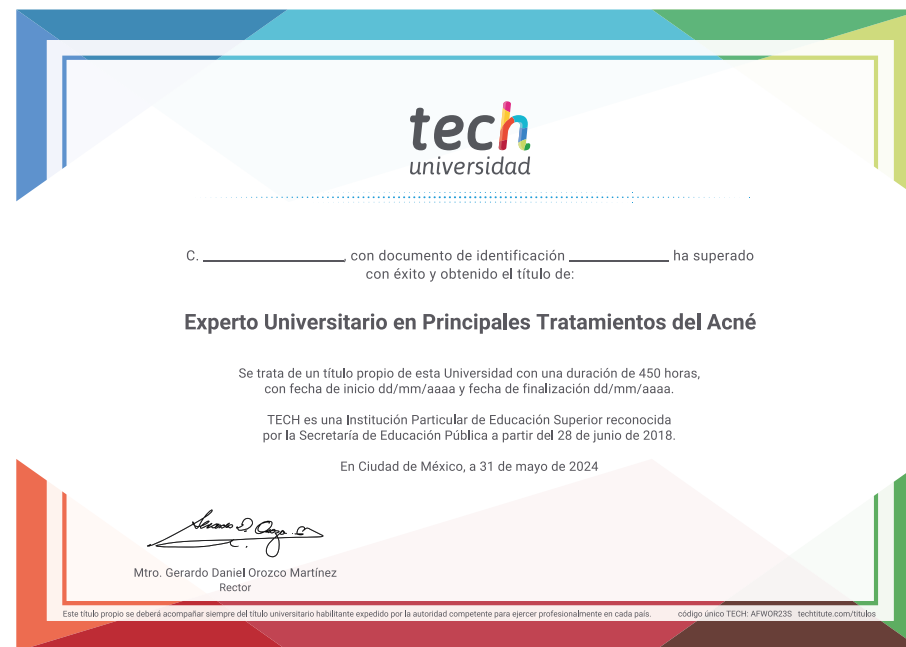 tech
universidad
C. ____________________, con documento de identificación ______________ ha superado
con éxito y obtenido el título de:
Experto Universitario en Principales Tratamientos del Acné
Se trata de un título propio de esta Universidad con una duración de 450 horas,
con fecha de inicio dd/mm/aaaa y fecha de finalización dd/mm/aaaa.
TECH es una Institución Particular de Educación Superior reconocida
por la Secretaría de Educación Pública a partir del 28 de junio de 2018.
En Ciudad de México, a 31 de mayo de 2024
Mtro. Gerardo Daniel Orozco Martínez
Rector
Este título propio se deberá acompañar siempre del título universitario habilitante expedido por la autoridad competente para ejercer profesionalmente en cada país. código único TECH: AFWOR23S techtitute.com/titulos